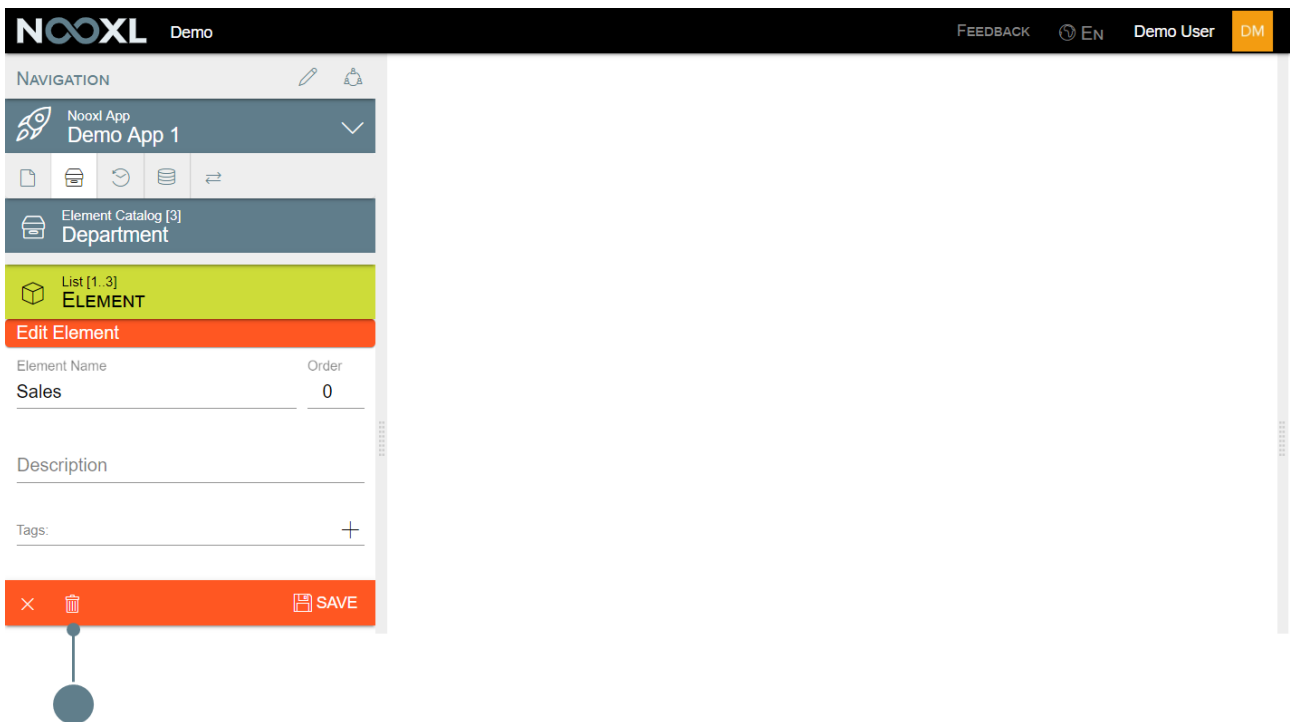 NOOXL Demo FEEDBACK EN Demo User DM
NAVIGATION
Nooxl App
Demo App 1
Element Catalog [3]
Department
List [1..3]
ELEMENT
Edit Element
Element Name Order
Sales 0
Description
Tags:
SAVE